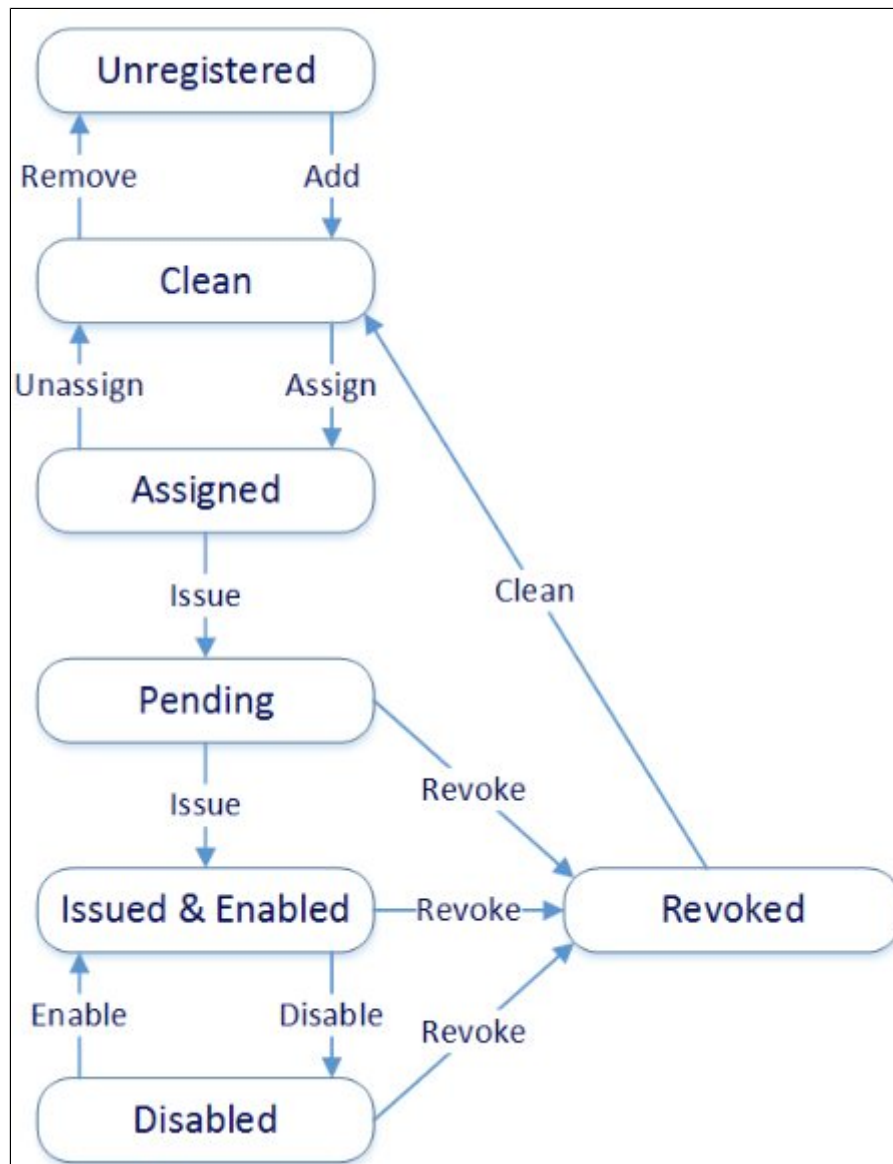 Unregistered
Remove
Add
Clean
Unassign
Assign
Assigned
Issue
Clean
Pending
Revoke
Issue
Issued & Enabled
Revoke
Revoked
Enable
Disable
Revoke
Disabled